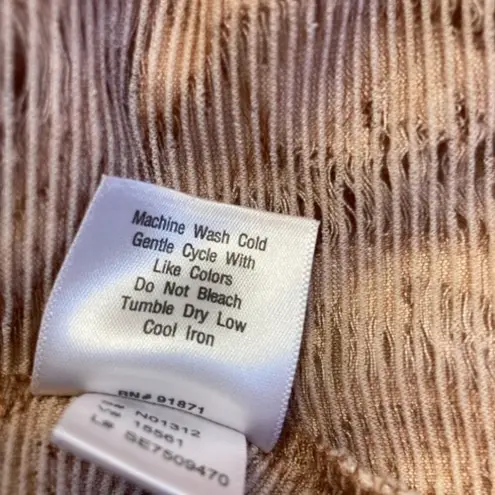 Machine Wash Cold
Gentle Cycle With
Like Colors
Do Not Bleach
Tumble Dry Low
Cool Iron
RN# 91871
N01312
V# 15561
L# SE7509470